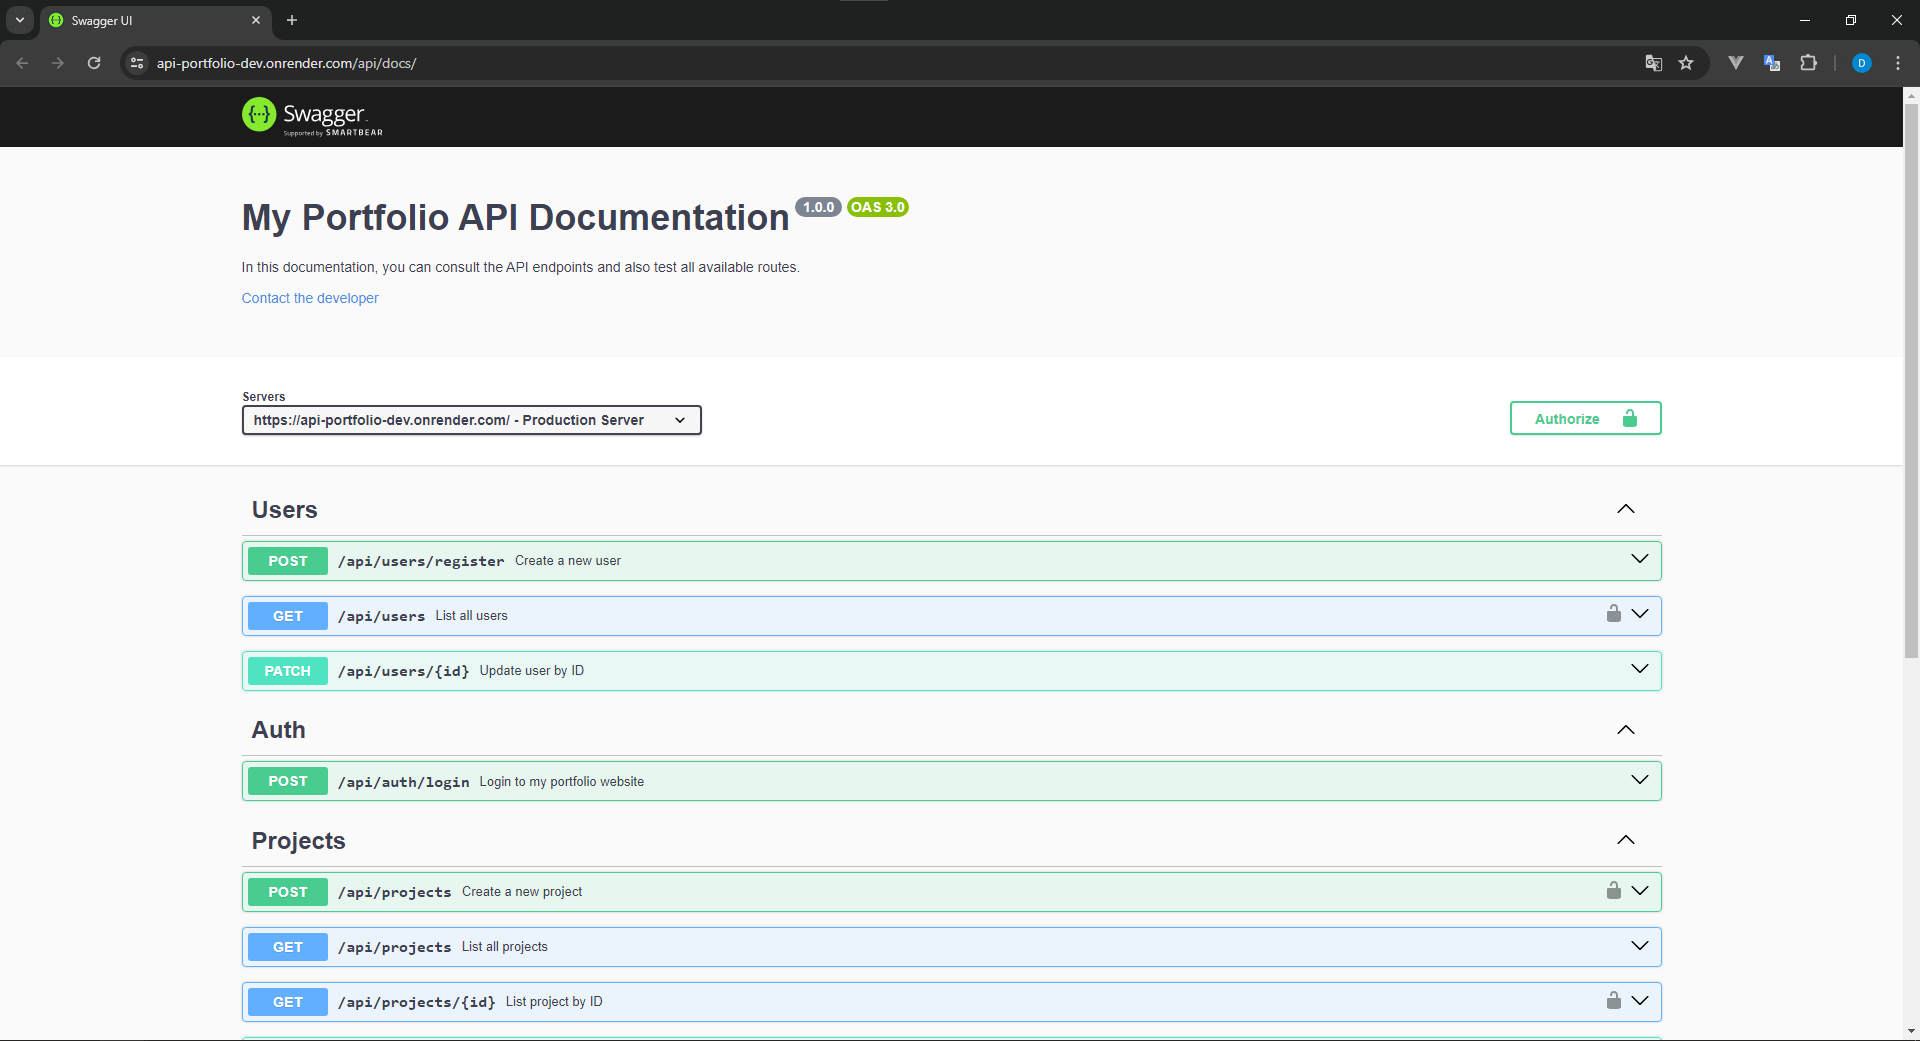 Swagger UI
api-portfolio-dev.onrender.com/api/docs/
D
Swagger
Supported by SMARTBEAR
My Portfolio API Documentation 1.0.0 OAS 3.0
In this documentation, you can consult the API endpoints and also test all available routes.
Contact the developer
Servers
https://api-portfolio-dev.onrender.com/ - Production Server
Authorize
Users
POST /api/users/register Create a new user
GET /api/users List all users
PATCH /api/users/{id} Update user by ID
Auth
POST /api/auth/login Login to my portfolio website
Projects
POST /api/projects Create a new project
GET /api/projects List all projects
GET /api/projects/{id} List project by ID